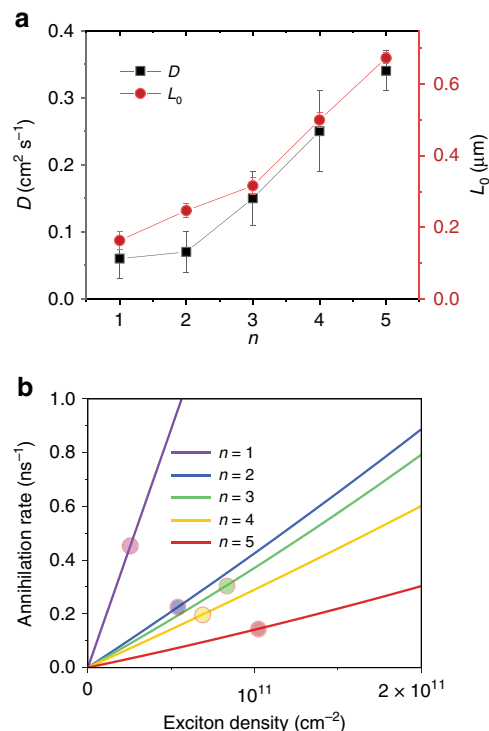 a
0.4
0.3
0.2
0.1
0.0
D (cm² s⁻¹)
D
L₀
0.6
0.4
0.2
0.0
L₀ (μm)
1 2 3 4 5
n
b
1.0
0.8
0.6
0.4
0.2
0.0
Annihilation rate (ns⁻¹)
n = 1
n = 2
n = 3
n = 4
n = 5
0 10¹¹ 2 × 10¹¹
Exciton density (cm⁻²)